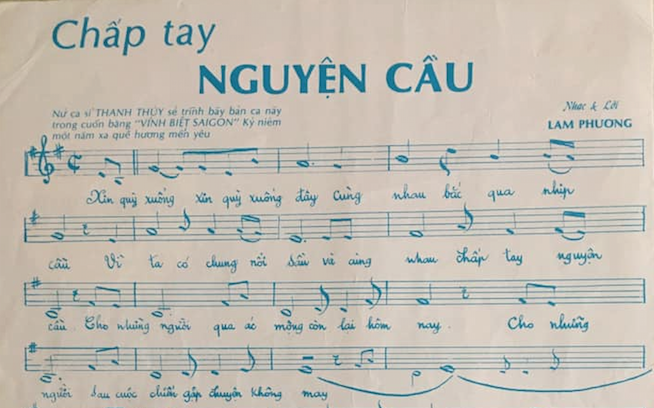 Chắp tay
NGUYỆN CẦU
Nữ ca sĩ THANH THÚY sẽ trình bày bản ca này
trong cuốn băng "VĨNH BIỆT SAIGON" Kỷ niệm
một năm xa quê hương mến yêu
Nhạc & Lời
LAM PHƯƠNG
Xin quỳ xuống xin quỳ xuống đây Cùng nhau bắc qua nhịp
cầu Vì ta có chung nỗi sầu và cùng nhau chắp tay nguyện
cầu. Cho những người qua ác mộng còn lại hôm nay. Cho những
người sau cuộc chiến gặp chuyện không may